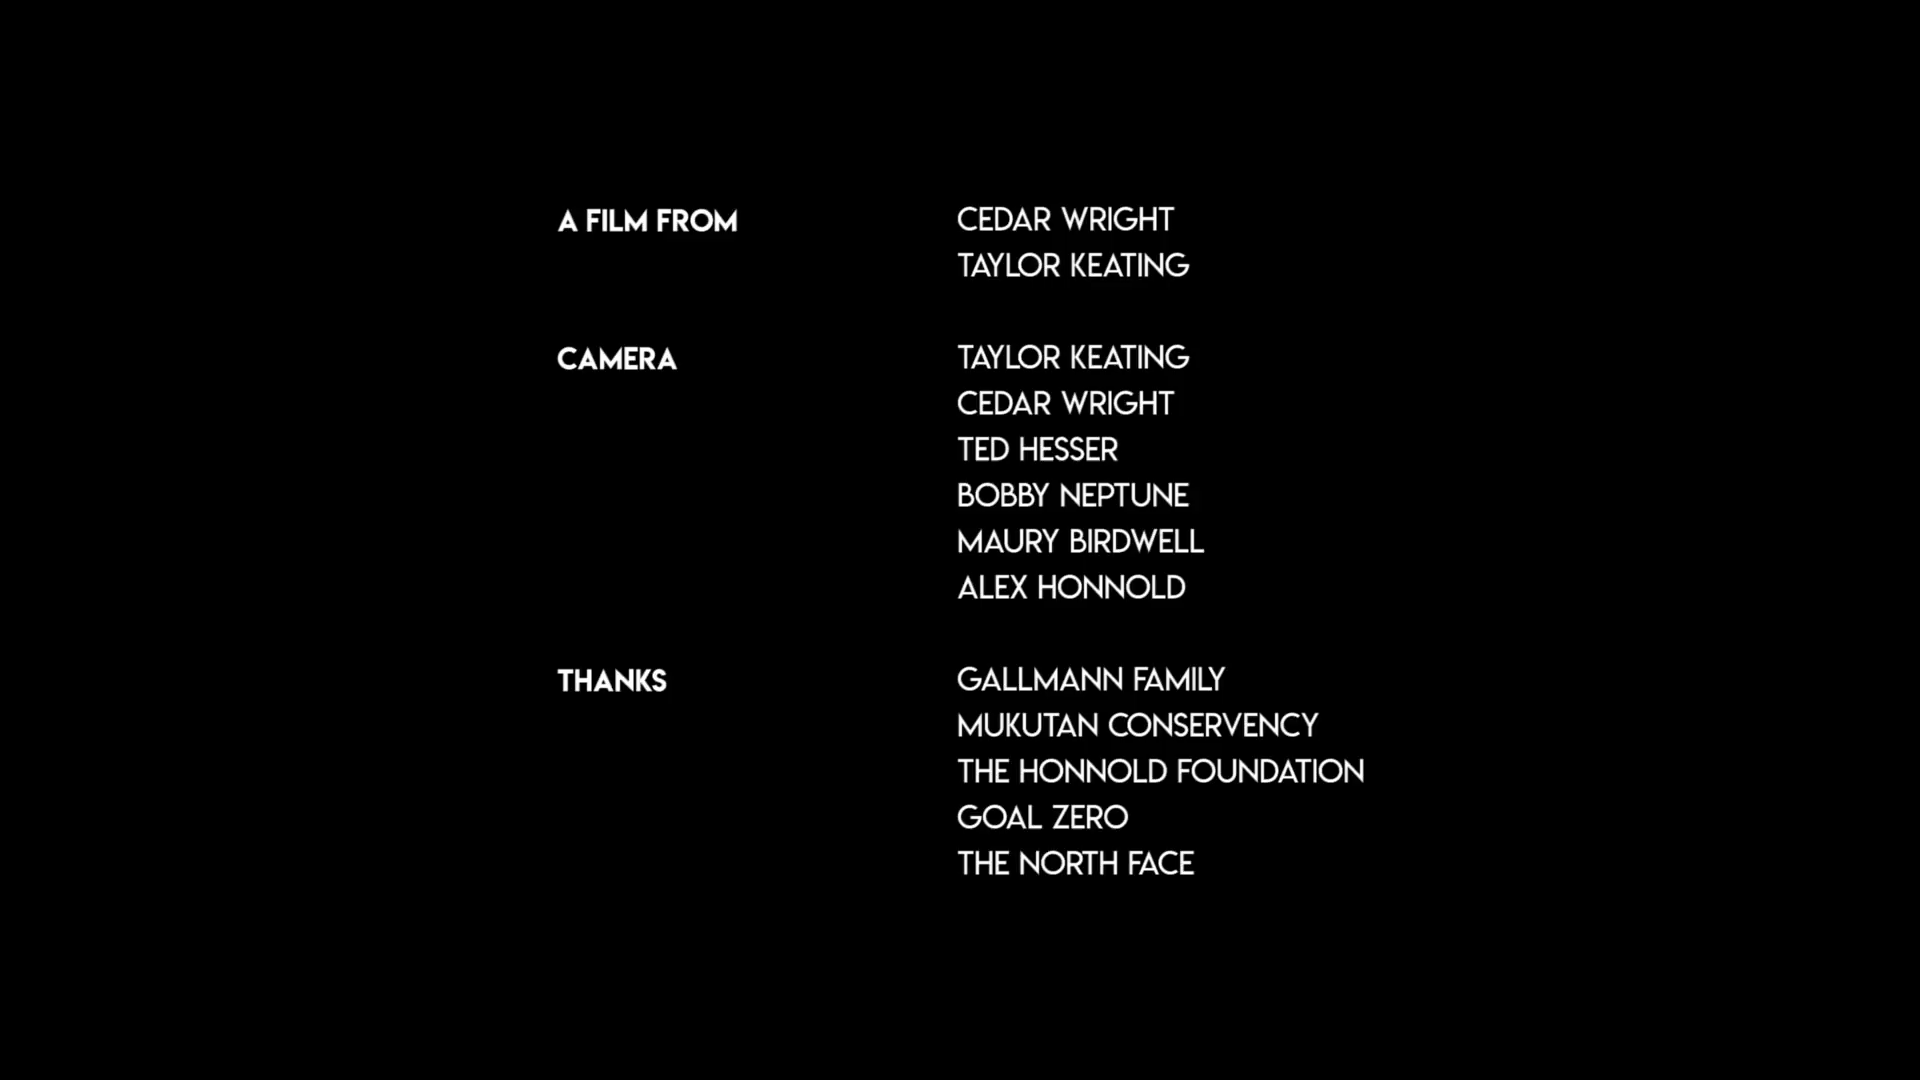 A FILM FROM CEDAR WRIGHT
TAYLOR KEATING
CAMERA TAYLOR KEATING
CEDAR WRIGHT
TED HESSER
BOBBY NEPTUNE
MAURY BIRDWELL
ALEX HONNOLD
THANKS GALLMANN FAMILY
MUKUTAN CONSERVENCY
THE HONNOLD FOUNDATION
GOAL ZERO
THE NORTH FACE